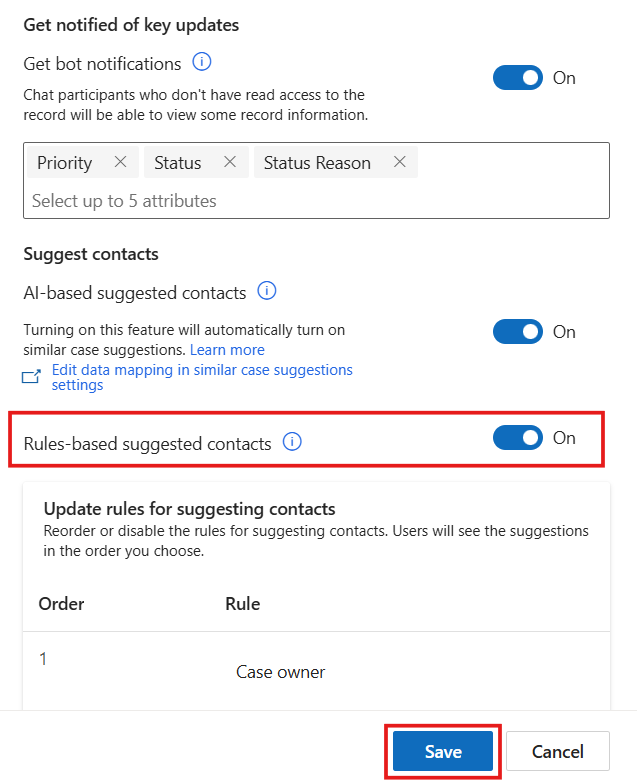 Get notified of key updates
Get bot notifications
On
Chat participants who don't have read access to the
record will be able to view some record information.
Priority Status Status Reason
Select up to 5 attributes
Suggest contacts
AI-based suggested contacts
Turning on this feature will automatically turn on
similar case suggestions. Learn more
On
Edit data mapping in similar case suggestions
settings
Rules-based suggested contacts
On
Update rules for suggesting contacts
Reorder or disable the rules for suggesting contacts. Users will see the suggestions
in the order you choose.
Order Rule
1
Case owner
Save Cancel